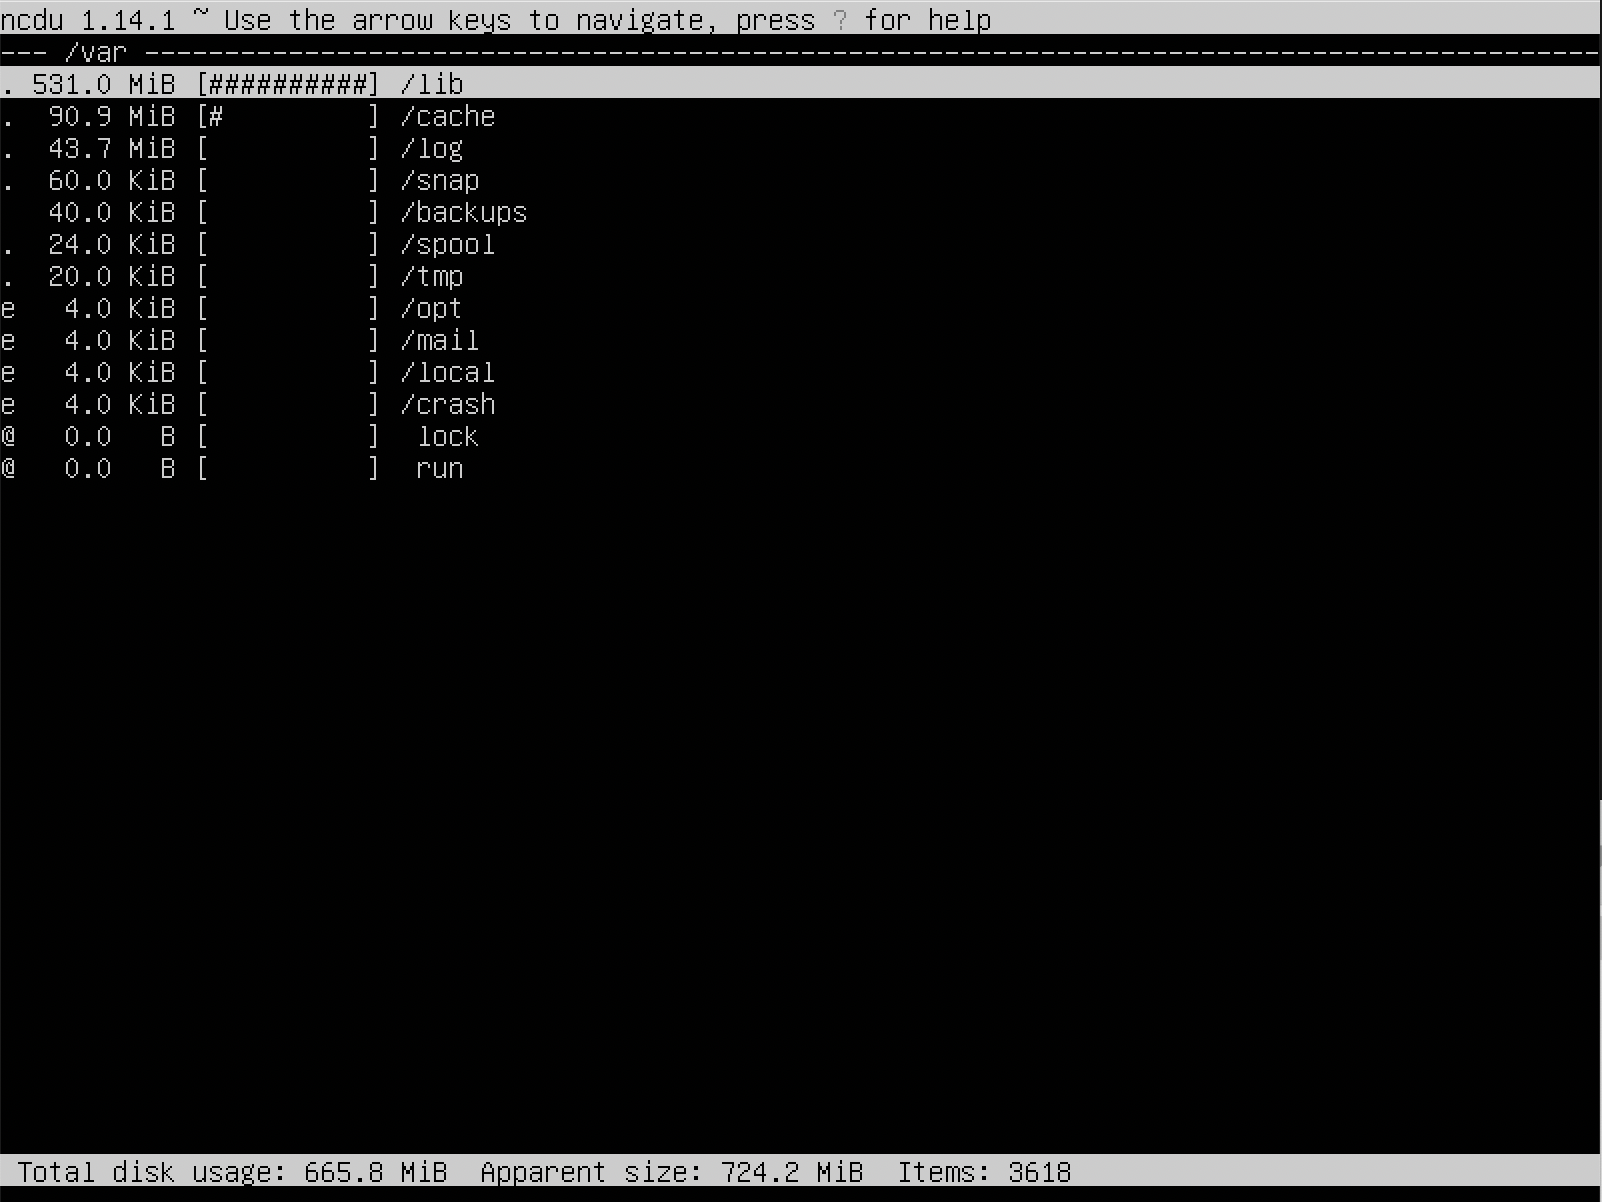 ncdu 1.14.1 ~ Use the arrow keys to navigate, press ? for help
--- /var -------------------------------------------------------------------------------------------
. 531.0 MiB [##########] /lib
.  90.9 MiB [#         ] /cache
.  43.7 MiB [          ] /log
.  60.0 KiB [          ] /snap
   40.0 KiB [          ] /backups
.  24.0 KiB [          ] /spool
.  20.0 KiB [          ] /tmp
e   4.0 KiB [          ] /opt
e   4.0 KiB [          ] /mail
e   4.0 KiB [          ] /local
e   4.0 KiB [          ] /crash
@   0.0   B [          ]  lock
@   0.0   B [          ]  run
Total disk usage: 665.8 MiB  Apparent size: 724.2 MiB  Items: 3618